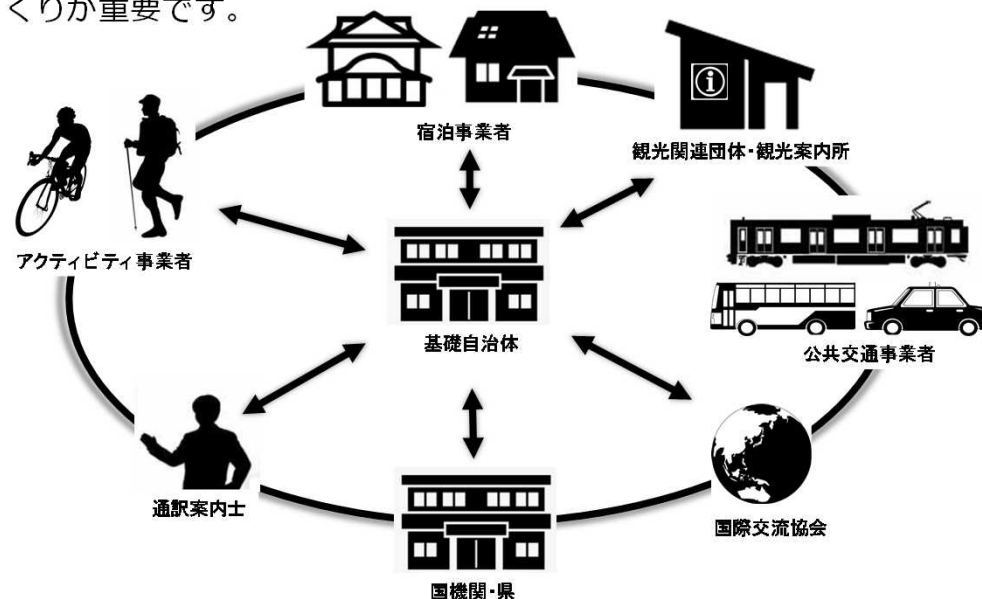 くりが重要です。
宿泊事業者
観光関連団体・観光案内所
アクティビティ事業者
基礎自治体
公共交通事業者
通訳案内士
国際交流協会
国機関・県